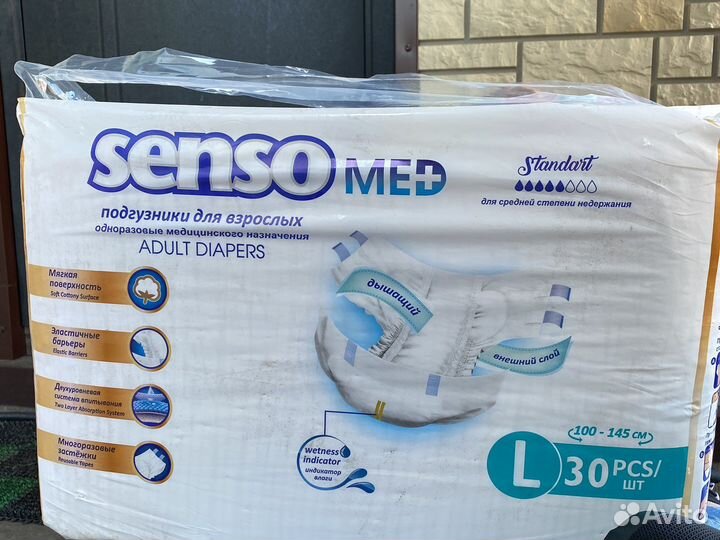 senso MED
подгузники для взрослых
одноразовые медицинского назначения
ADULT DIAPERS
Standart
для средней степени недержания
Мягкая
поверхность
Soft Cottony Surface
Эластичные
барьеры
Elastic Barriers
Двухуровневая
система впитывания
Two Layer Absorption System
Многоразовые
застёжки
Reusable Tapes
дышащий
внешний слой
wetness
indicator
индикатор
влаги
100 - 145 см
L 30 PCS/
ШТ
Avito